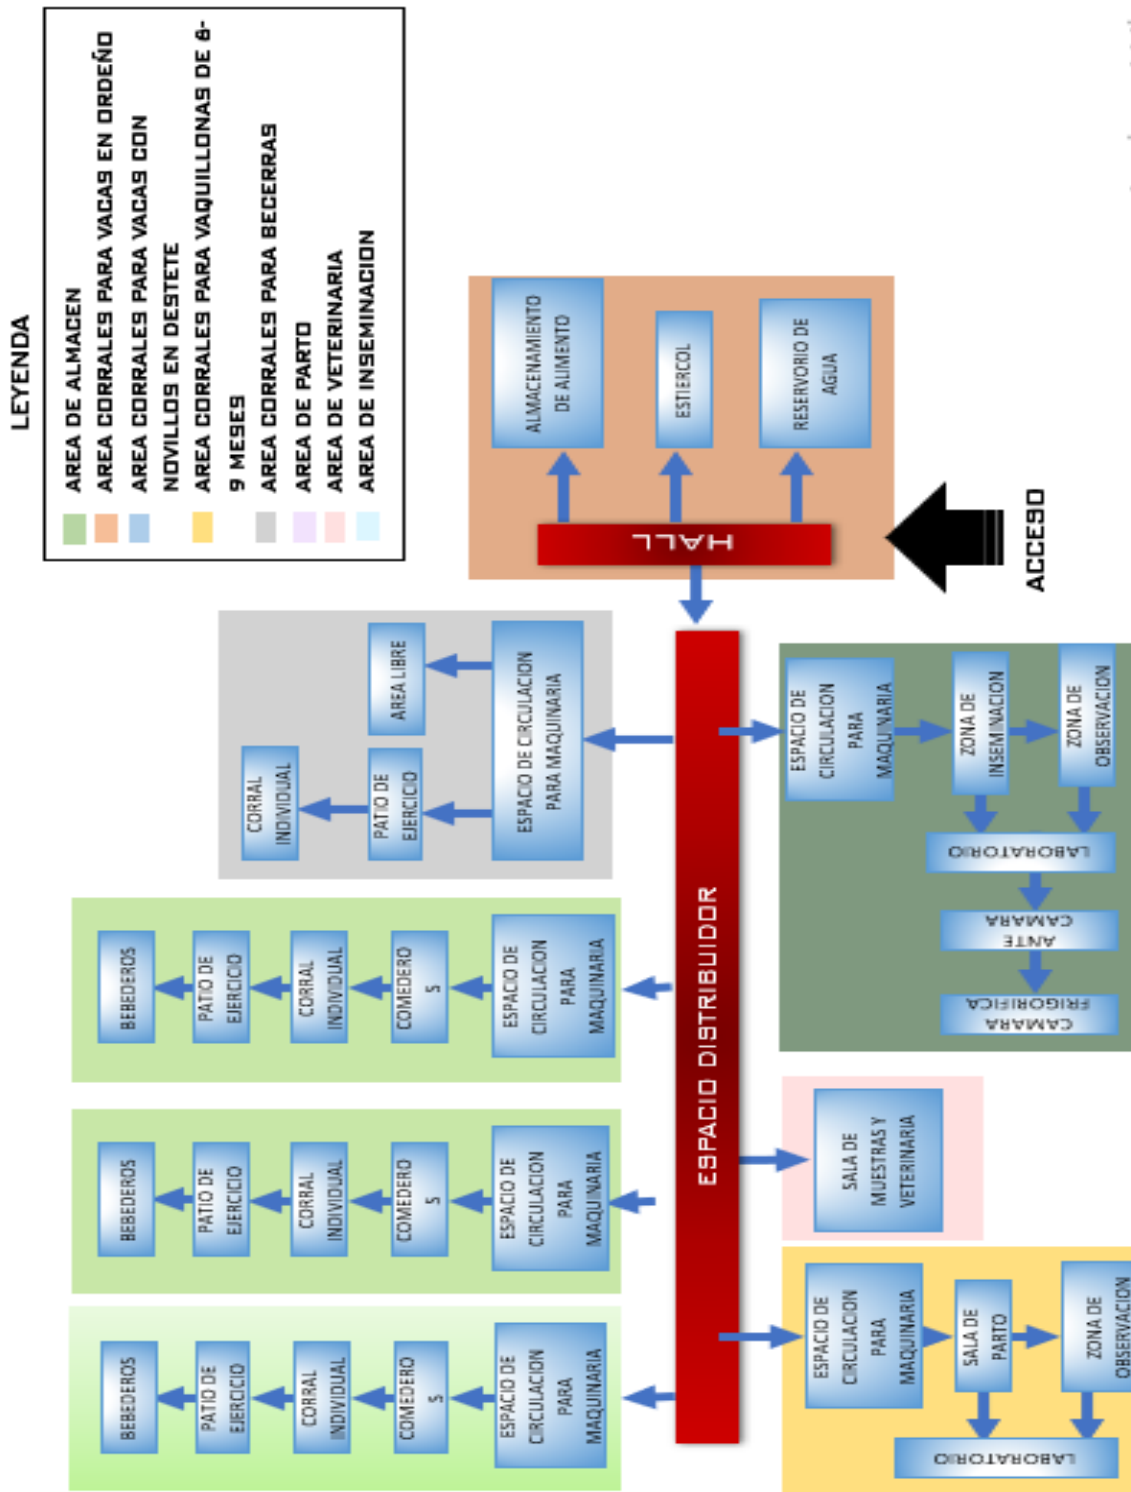 LEYENDA
AREA DE ALMACEN
AREA CORRALES PARA VACAS EN ORDEÑO
AREA CORRALES PARA VACAS CON
NOVILLOS EN DESTETE
AREA CORRALES PARA VAQUILLONAS DE 6-
9 MESES
AREA CORRALES PARA BECERRAS
AREA DE PARTO
AREA DE VETERINARIA
AREA DE INSEMINACION
BEBEDEROS
PATIO DE
EJERCICIO
CORRAL
INDIVIDUAL
COMEDERO
S
ESPACIO DE
CIRCULACION
PARA
MAQUINARIA
BEBEDEROS
PATIO DE
EJERCICIO
CORRAL
INDIVIDUAL
COMEDERO
S
ESPACIO DE
CIRCULACION
PARA
MAQUINARIA
BEBEDEROS
PATIO DE
EJERCICIO
CORRAL
INDIVIDUAL
COMEDERO
S
ESPACIO DE
CIRCULACION
PARA
MAQUINARIA
CORRAL
INDIVIDUAL
PATIO DE
EJERCICIO
AREA LIBRE
ESPACIO DE CIRCULACION
PARA MAQUINARIA
ALMACENAMIENTO
DE ALIMENTO
ESTIERCOL
RESERVORIO DE
AGUA
HALL
ESPACIO DISTRIBUIDOR
ACCESO
ESPACIO DE
CIRCULACION
PARA
MAQUINARIA
SALA DE
PARTO
ZONA DE
OBSERVACION
LABORATORIO
SALA DE
MUESTRAS Y
VETERINARIA
ESPACIO DE
CIRCULACION
PARA
MAQUINARIA
ZONA DE
INSEMINACION
ZONA DE
OBSERVACION
LABORATORIO
ANTE
CAMARA
CAMARA
FRIGORIFICA